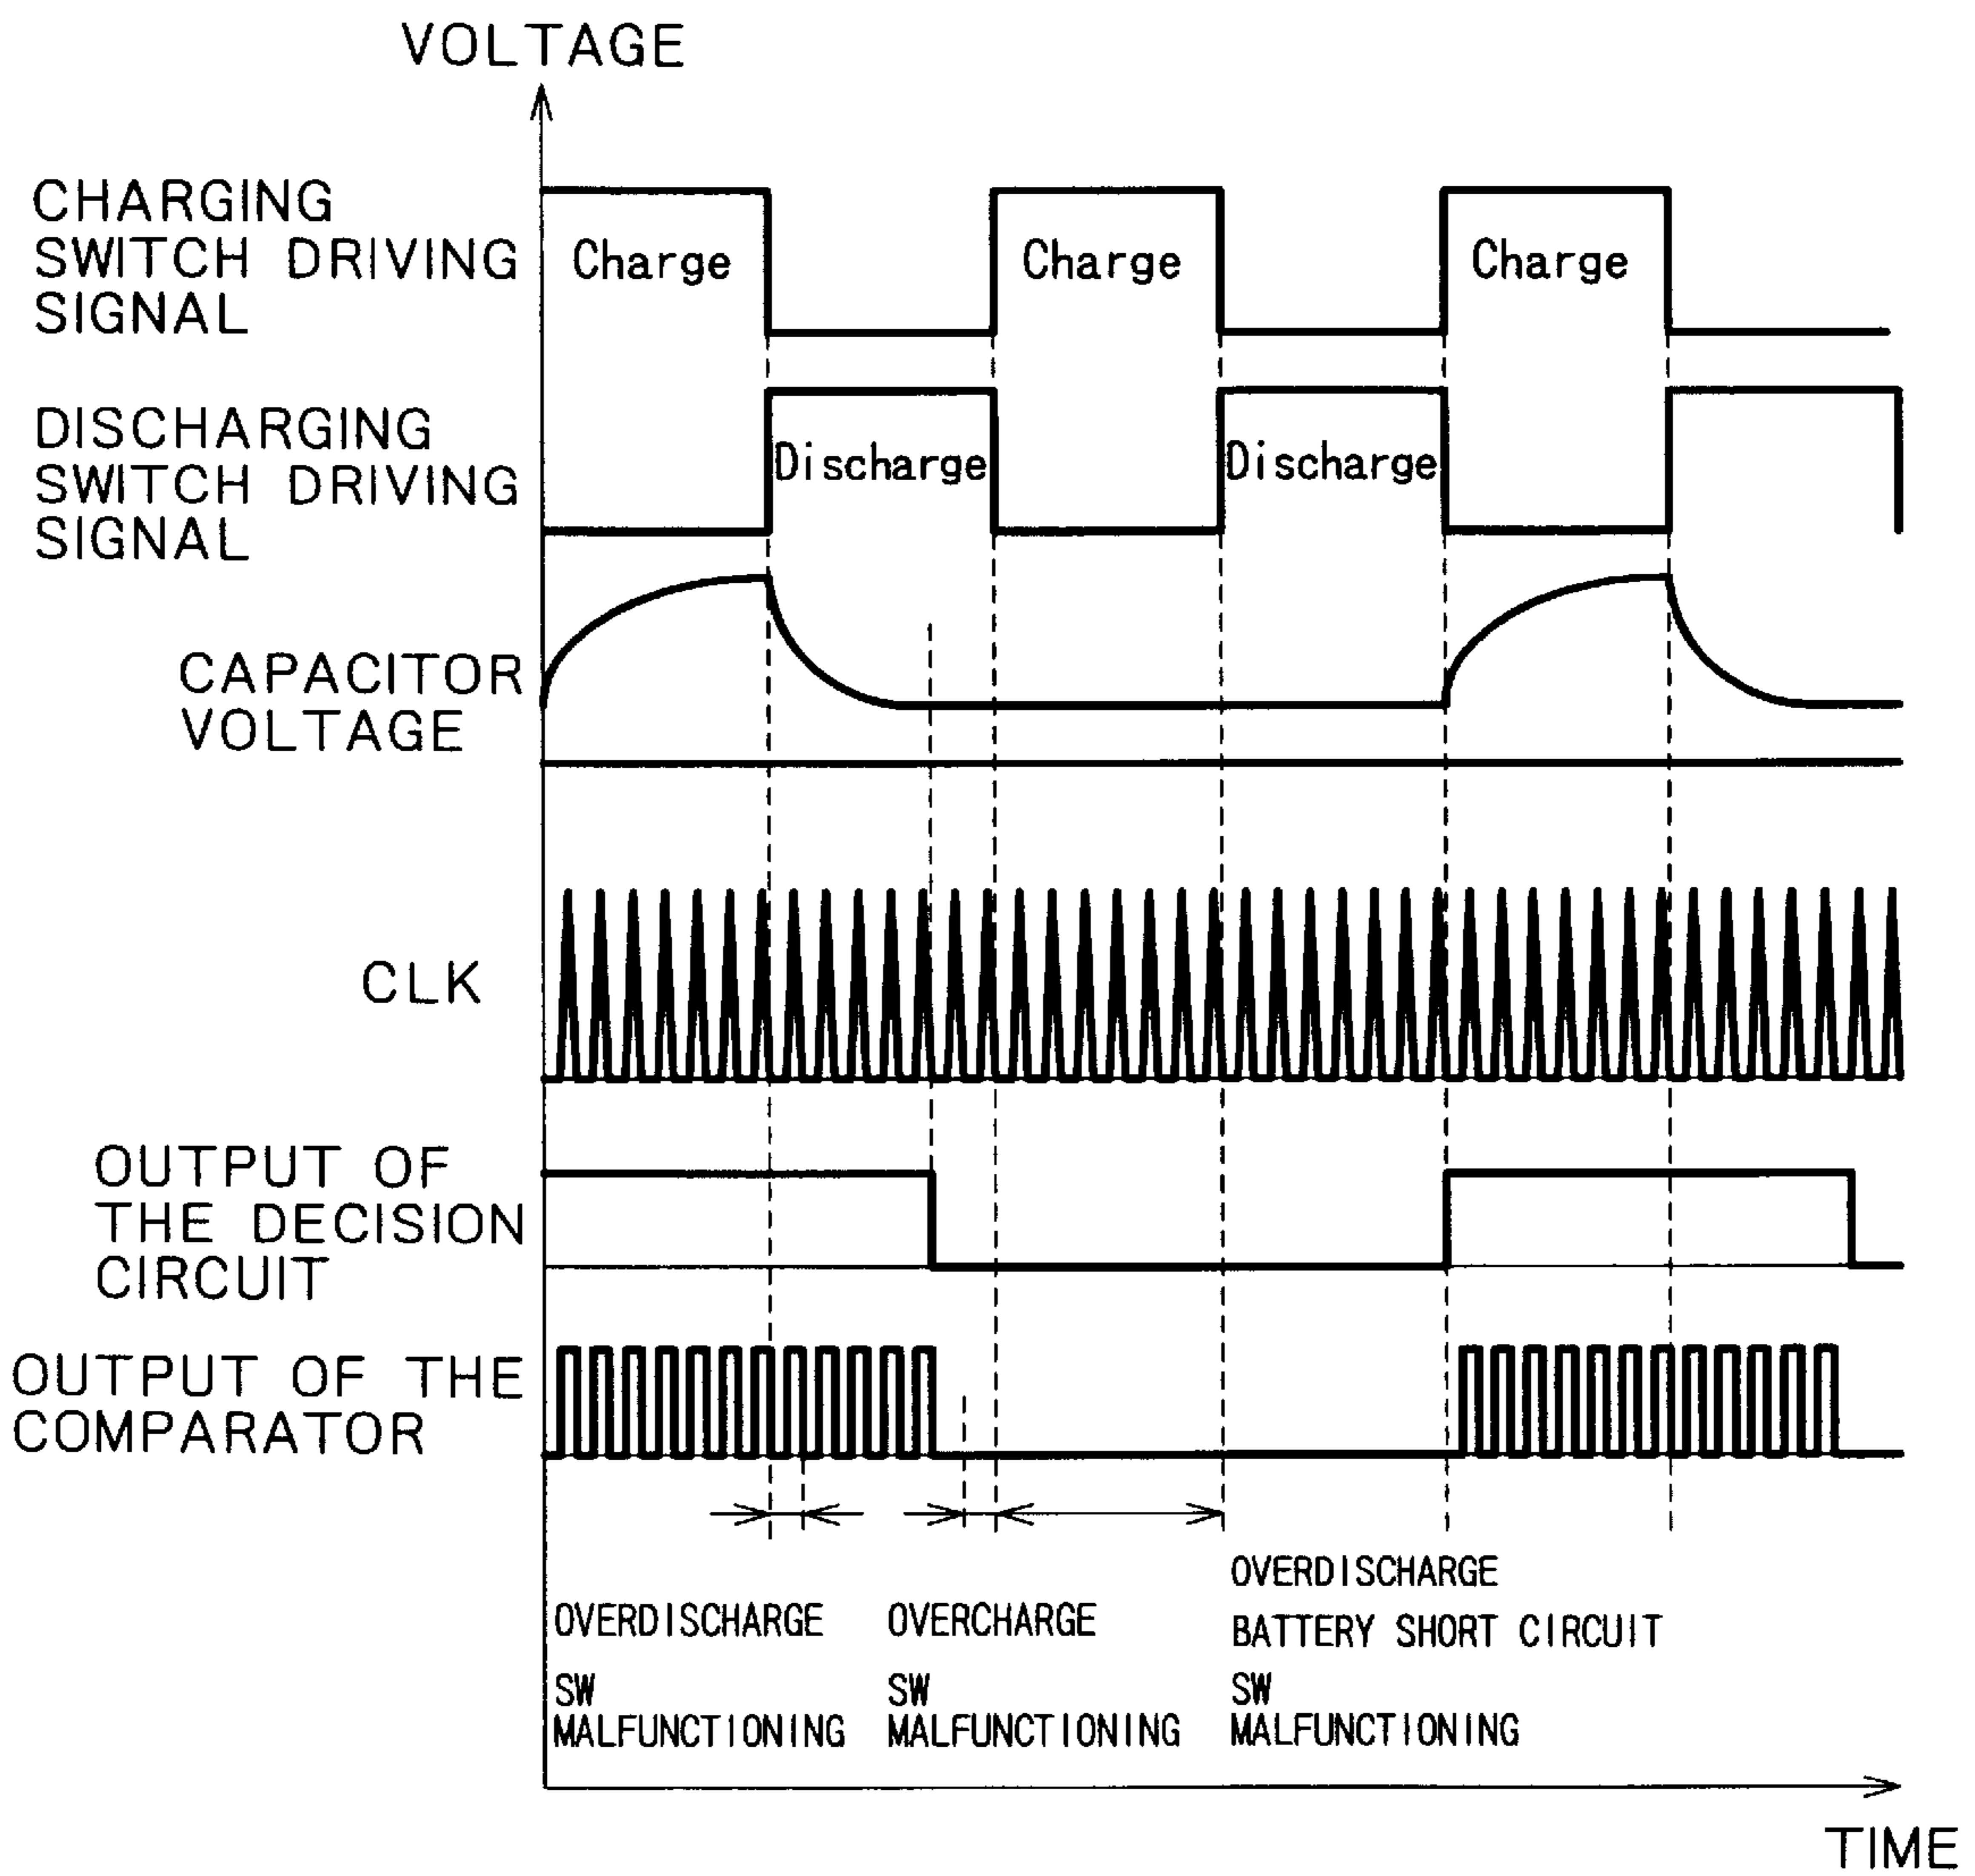 VOLTAGE
CHARGING
SWITCH DRIVING
SIGNAL
Charge
Charge
Charge
DISCHARGING
SWITCH DRIVING
SIGNAL
Discharge
Discharge
CAPACITOR
VOLTAGE
CLK
OUTPUT OF
THE DECISION
CIRCUIT
OUTPUT OF THE
COMPARATOR
OVERDISCHARGE
SW
MALFUNCTIONING
OVERCHARGE
SW
MALFUNCTIONING
OVERDISCHARGE
BATTERY SHORT CIRCUIT
SW
MALFUNCTIONING
TIME